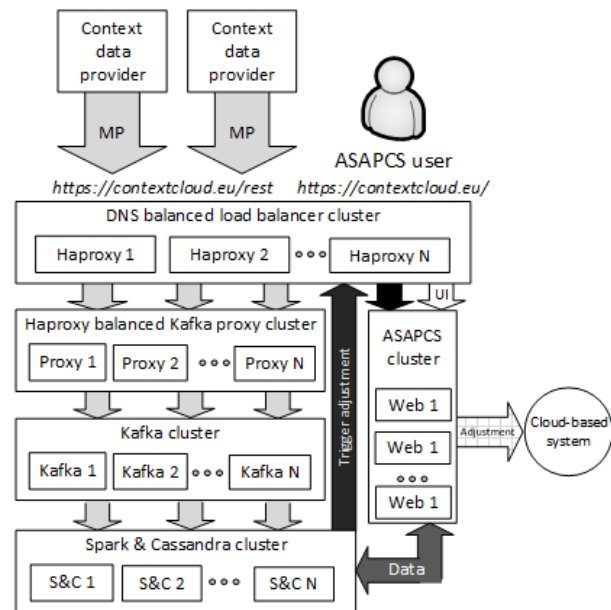 Context
data
provider
Context
data
provider
MP
MP
ASAPCS user
https://contextcloud.eu/rest
https://contextcloud.eu/
DNS balanced load balancer cluster
Haproxy 1
Haproxy 2
Haproxy N
UI
Haproxy balanced Kafka proxy cluster
Proxy 1
Proxy 2
Proxy N
ASAPCS
cluster
Web 1
Web 1
Web 1
Trigger adjustment
Adjustment
Cloud-based
system
Kafka cluster
Kafka 1
Kafka 2
Kafka N
Spark & Cassandra cluster
S&C 1
S&C 2
S&C N
Data